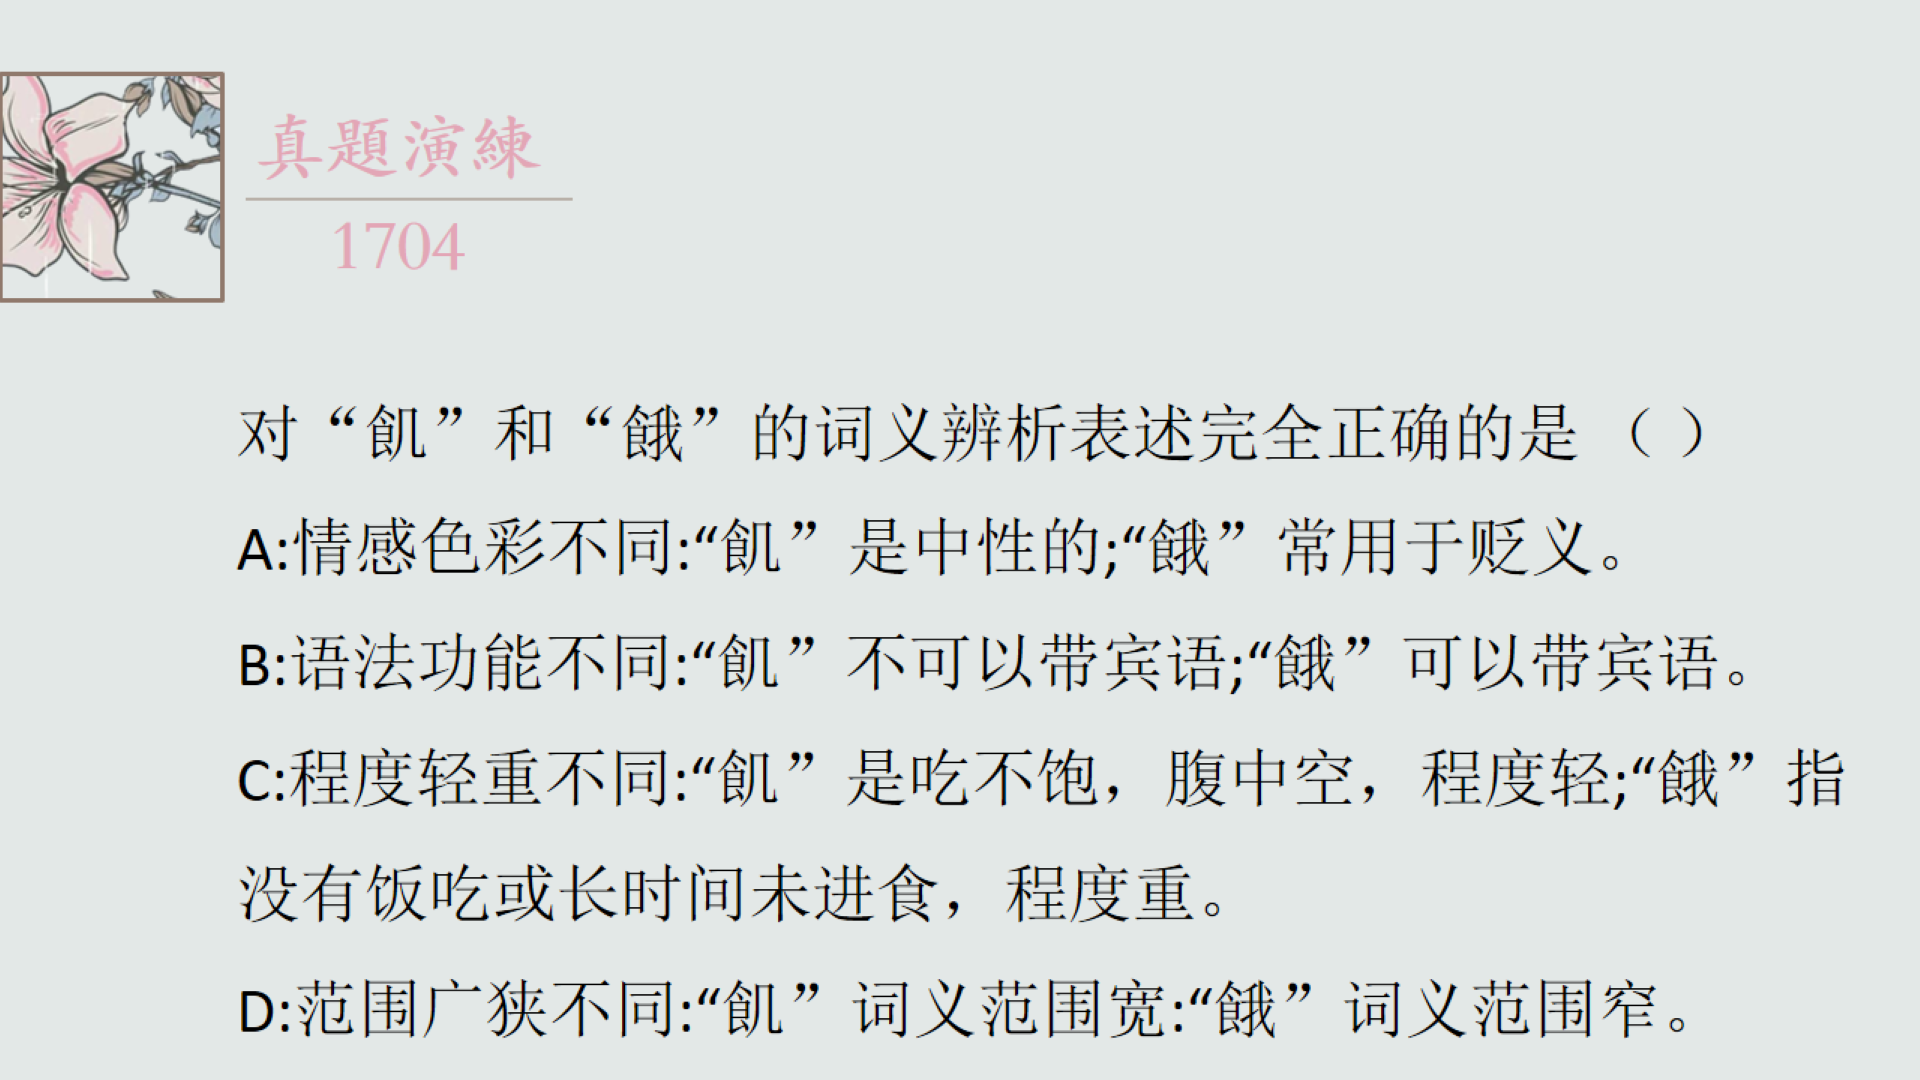 真題演練
1704
对“飢”和“餓”的词义辨析表述完全正确的是（ ）
A:情感色彩不同:“飢”是中性的;“餓”常用于贬义。
B:语法功能不同:“飢”不可以带宾语;“餓”可以带宾语。
C:程度轻重不同:“飢”是吃不饱，腹中空，程度轻;“餓”指
没有饭吃或长时间未进食，程度重。
D:范围广狭不同:“飢”词义范围宽:“餓”词义范围窄。